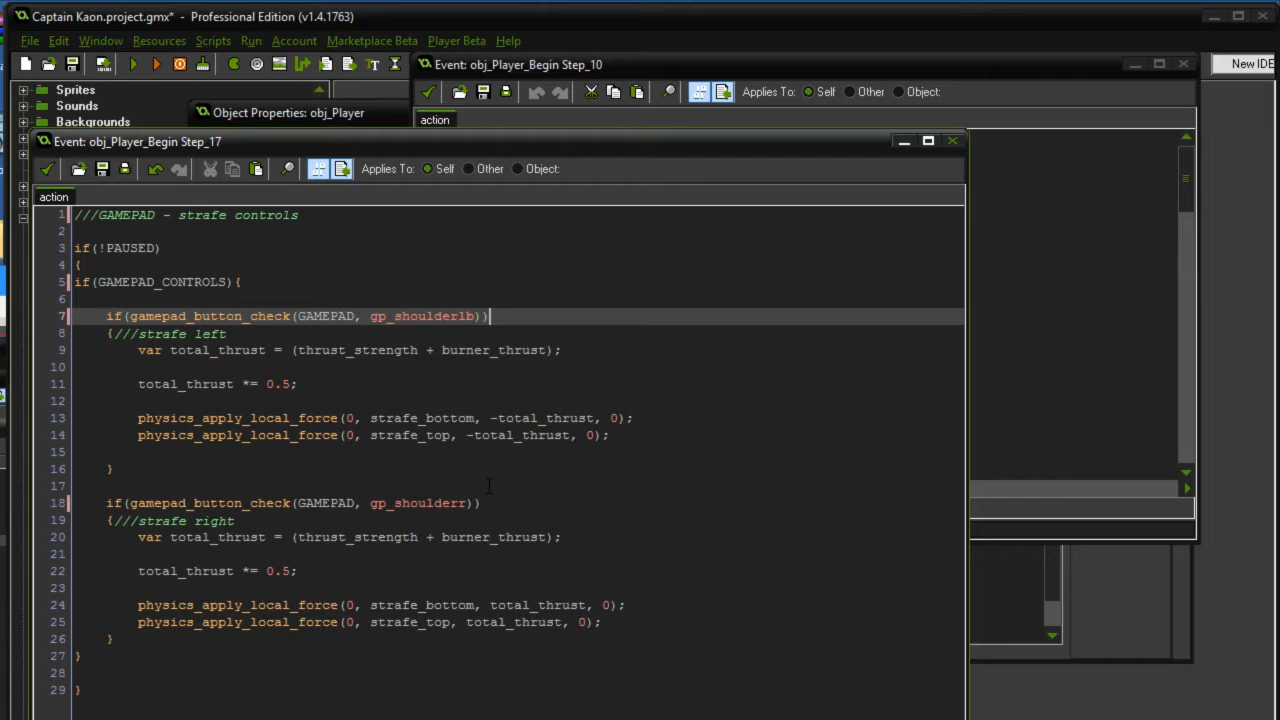 Captain Kaon.project.gmx* - Professional Edition (v1.4.1763)
File Edit Window Resources Scripts Run Account Marketplace Beta Player Beta Help
Event: obj_Player_Begin Step_10
New IDE
Sprites
Sounds
Backgrounds
Object Properties: obj_Player
Applies To: Self Other Object:
action
Event: obj_Player_Begin Step_17
Applies To: Self Other Object:
action
1 ///GAMEPAD - strafe controls
2
3 if(!PAUSED)
4 {
5 if(GAMEPAD_CONTROLS){
6
7 if(gamepad_button_check(GAMEPAD, gp_shoulderlb))
8 {///strafe left
9 var total_thrust = (thrust_strength + burner_thrust);
10
11 total_thrust *= 0.5;
12
13 physics_apply_local_force(0, strafe_bottom, -total_thrust, 0);
14 physics_apply_local_force(0, strafe_top, -total_thrust, 0);
15
16 }
17
18 if(gamepad_button_check(GAMEPAD, gp_shoulderr))
19 {///strafe right
20 var total_thrust = (thrust_strength + burner_thrust);
21
22 total_thrust *= 0.5;
23
24 physics_apply_local_force(0, strafe_bottom, total_thrust, 0);
25 physics_apply_local_force(0, strafe_top, total_thrust, 0);
26 }
27 }
28
29 }